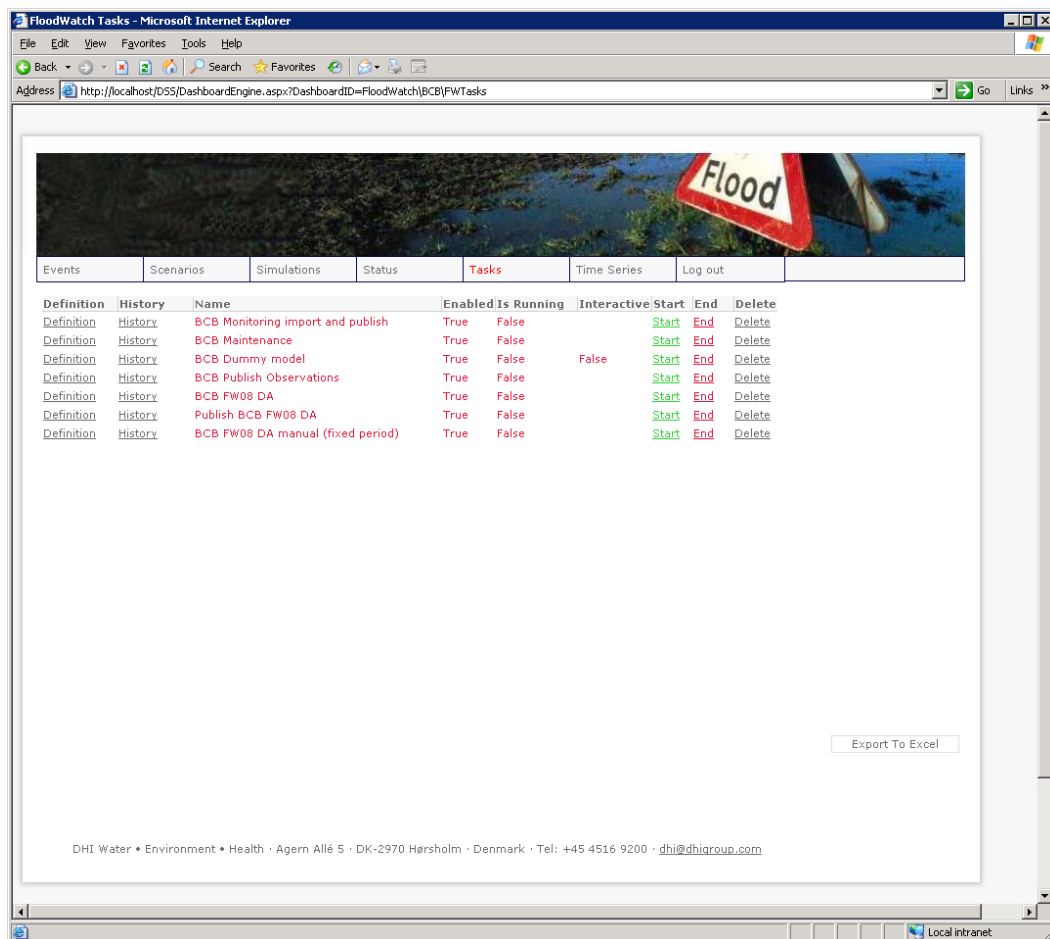 FloodWatch Tasks - Microsoft Internet Explorer
File Edit View Favorites Tools Help
Back Search Favorites
Address http://localhost/DSS/DashboardEngine.aspx?DashboardID=FloodWatch\BCB\FWTasks Go Links »
Flood
Events Scenarios Simulations Status Tasks Time Series Log out
Definition History Name Enabled Is Running Interactive Start End Delete
Definition History BCB Monitoring import and publish True False Start End Delete
Definition History BCB Maintenance True False Start End Delete
Definition History BCB Dummy model True False False Start End Delete
Definition History BCB Publish Observations True False Start End Delete
Definition History BCB FW08 DA True False Start End Delete
Definition History Publish BCB FW08 DA True False Start End Delete
Definition History BCB FW08 DA manual (fixed period) True False Start End Delete
Export To Excel
DHI Water • Environment • Health · Agern Allé 5 · DK-2970 Hørsholm · Denmark · Tel: +45 4516 9200 · dhi@dhigroup.com
Local intranet